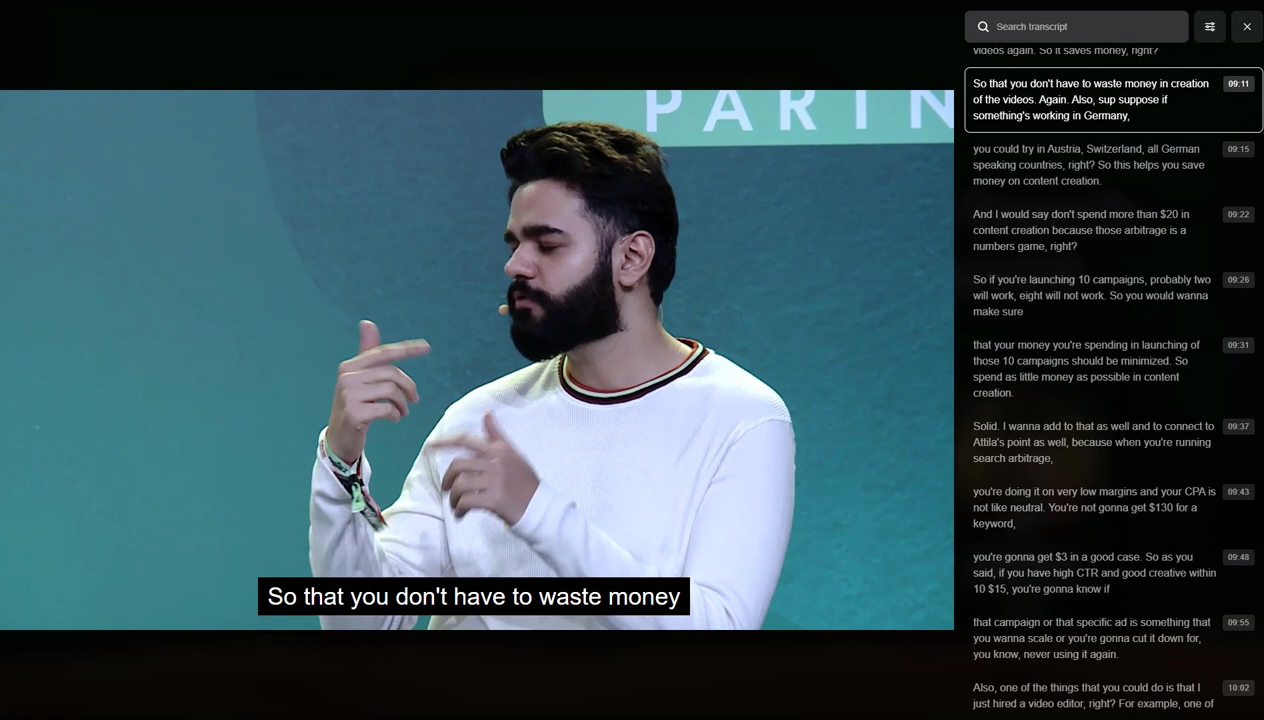 PARTN
So that you don't have to waste money
Search transcript
videos again. So it saves money, right?
So that you don't have to waste money in creation
of the videos. Again. Also, sup suppose if
something's working in Germany,
09:11
you could try in Austria, Switzerland, all German
speaking countries, right? So this helps you save
money on content creation.
09:15
And I would say don't spend more than $20 in
content creation because those arbitrage is a
numbers game, right?
09:22
So if you're launching 10 campaigns, probably two
will work, eight will not work. So you would wanna
make sure
09:26
that your money you're spending in launching of
those 10 campaigns should be minimized. So
spend as little money as possible in content
creation.
09:31
Solid. I wanna add to that as well and to connect to
Attila's point as well, because when you're running
search arbitrage,
09:37
you're doing it on very low margins and your CPA is
not like neutral. You're not gonna get $130 for a
keyword,
09:43
you're gonna get $3 in a good case. So as you
said, if you have high CTR and good creative within
10 $15, you're gonna know if
09:48
that campaign or that specific ad is something that
you wanna scale or you're gonna cut it down for,
you know, never using it again.
09:55
Also, one of the things that you could do is that I
just hired a video editor, right? For example, one of
10:02